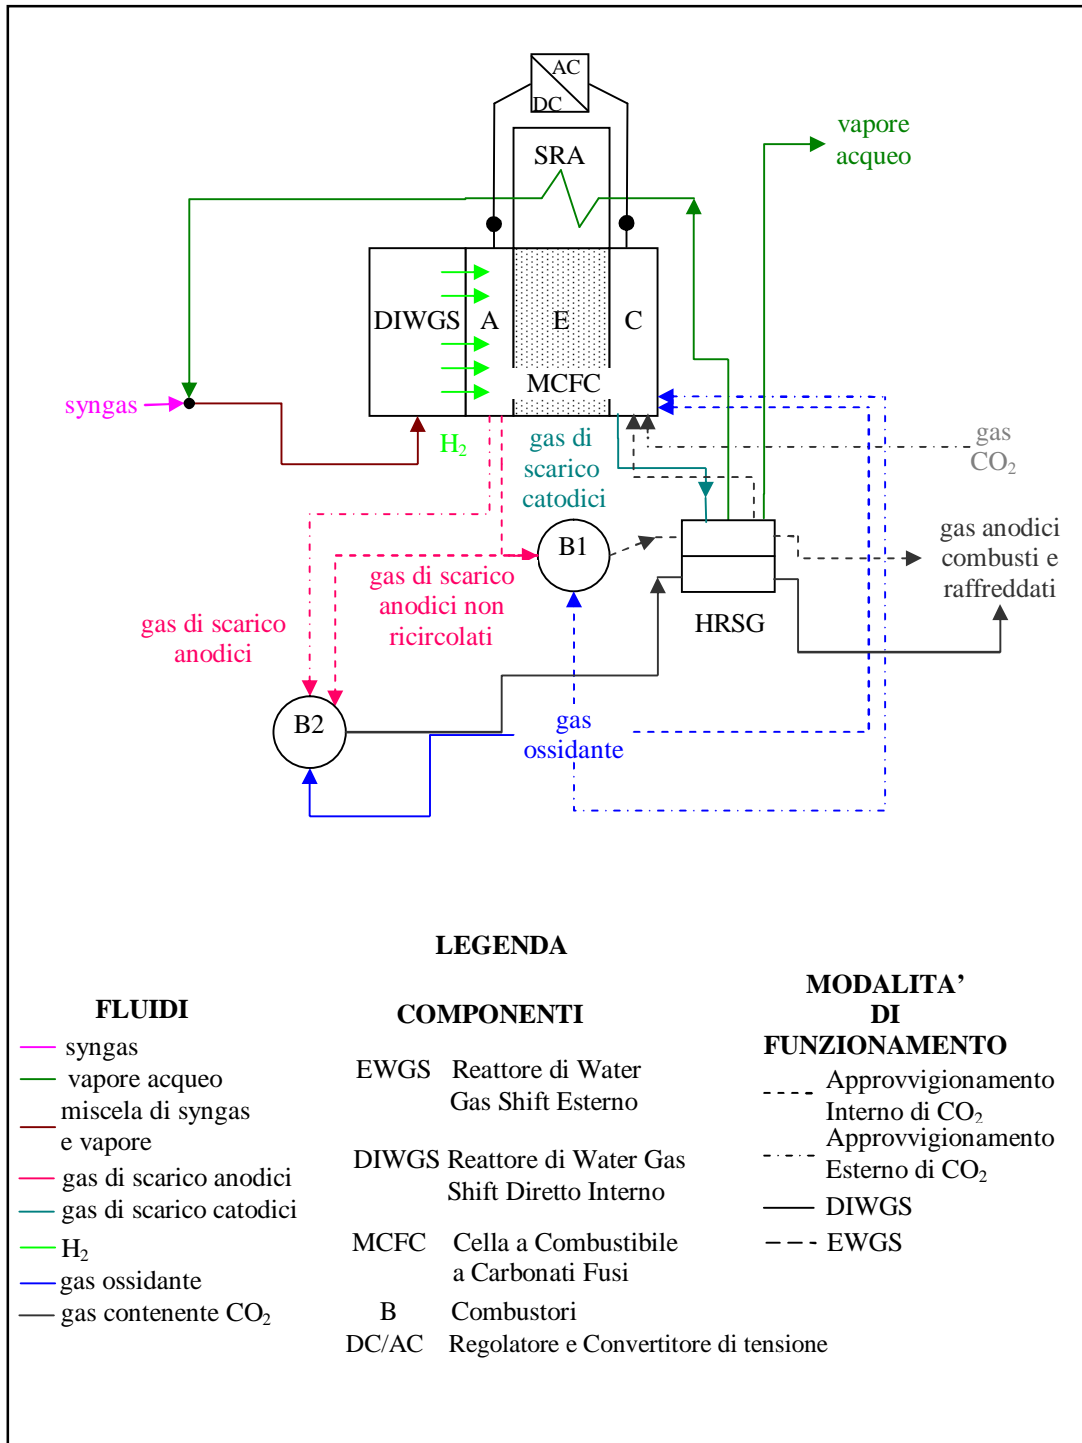 AC
DC
vapore
acqueo
SRA
DIWGS
A
E
C
MCFC
syngas
H₂
gas di
scarico
catodici
gas
CO₂
B1
gas anodici
combusti e
raffreddati
gas di scarico
anodici non
ricircolati
HRSG
gas di scarico
anodici
B2
gas
ossidante
LEGENDA
FLUIDI
syngas
vapore acqueo
miscela di syngas
e vapore
gas di scarico anodici
gas di scarico catodici
H₂
gas ossidante
gas contenente CO₂
COMPONENTI
EWGS Reattore di Water
Gas Shift Esterno
DIWGS Reattore di Water Gas
Shift Diretto Interno
MCFC Cella a Combustibile
a Carbonati Fusi
B Combustori
DC/AC Regolatore e Convertitore di tensione
MODALITA'
DI
FUNZIONAMENTO
Approvvigionamento
Interno di CO₂
Approvvigionamento
Esterno di CO₂
DIWGS
EWGS